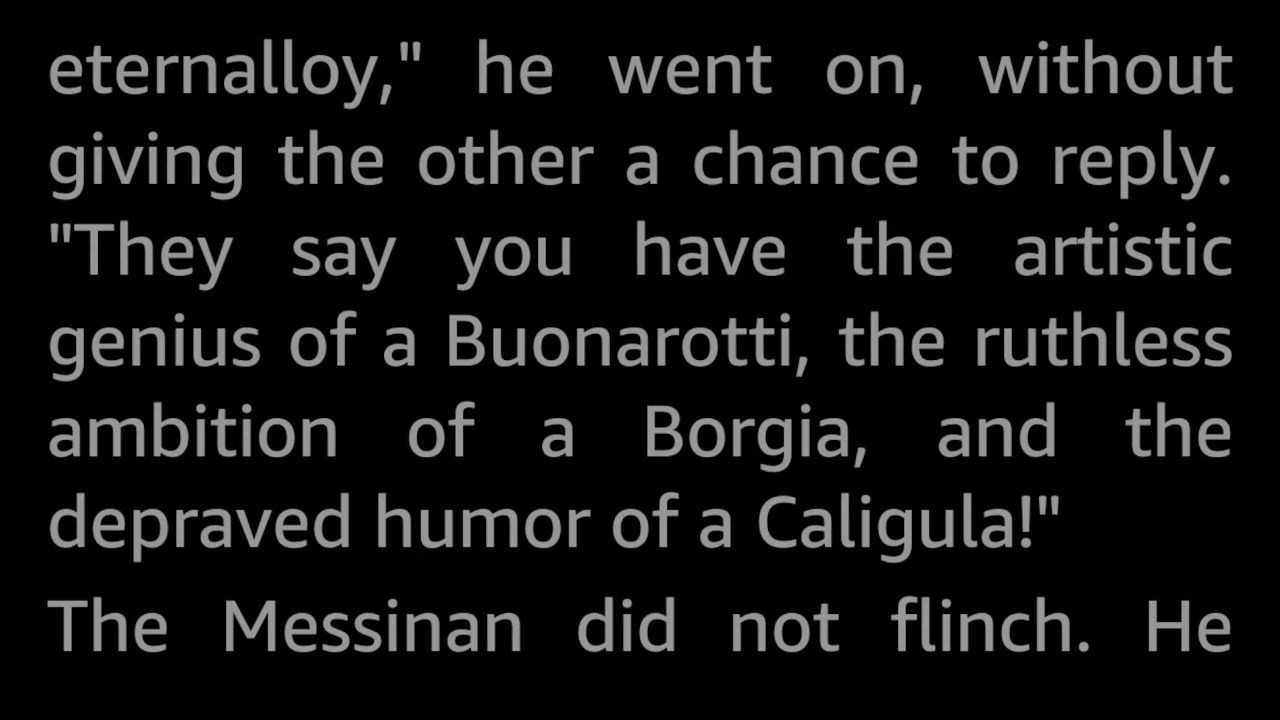 eternalloy," he went on, without
giving the other a chance to reply.
"They say you have the artistic
genius of a Buonarotti, the ruthless
ambition of a Borgia, and the
depraved humor of a Caligula!"
The Messinan did not flinch. He